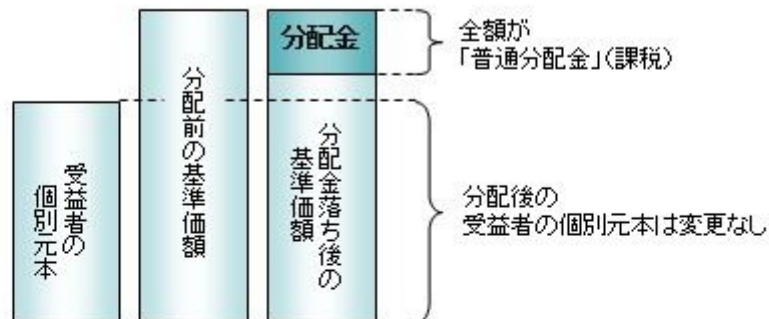 受益者の
個別元本
分配前の基準価額
分配金
分配金落ち後の
基準価額
全額が
「普通分配金」(課税)
分配後の
受益者の個別元本は変更なし